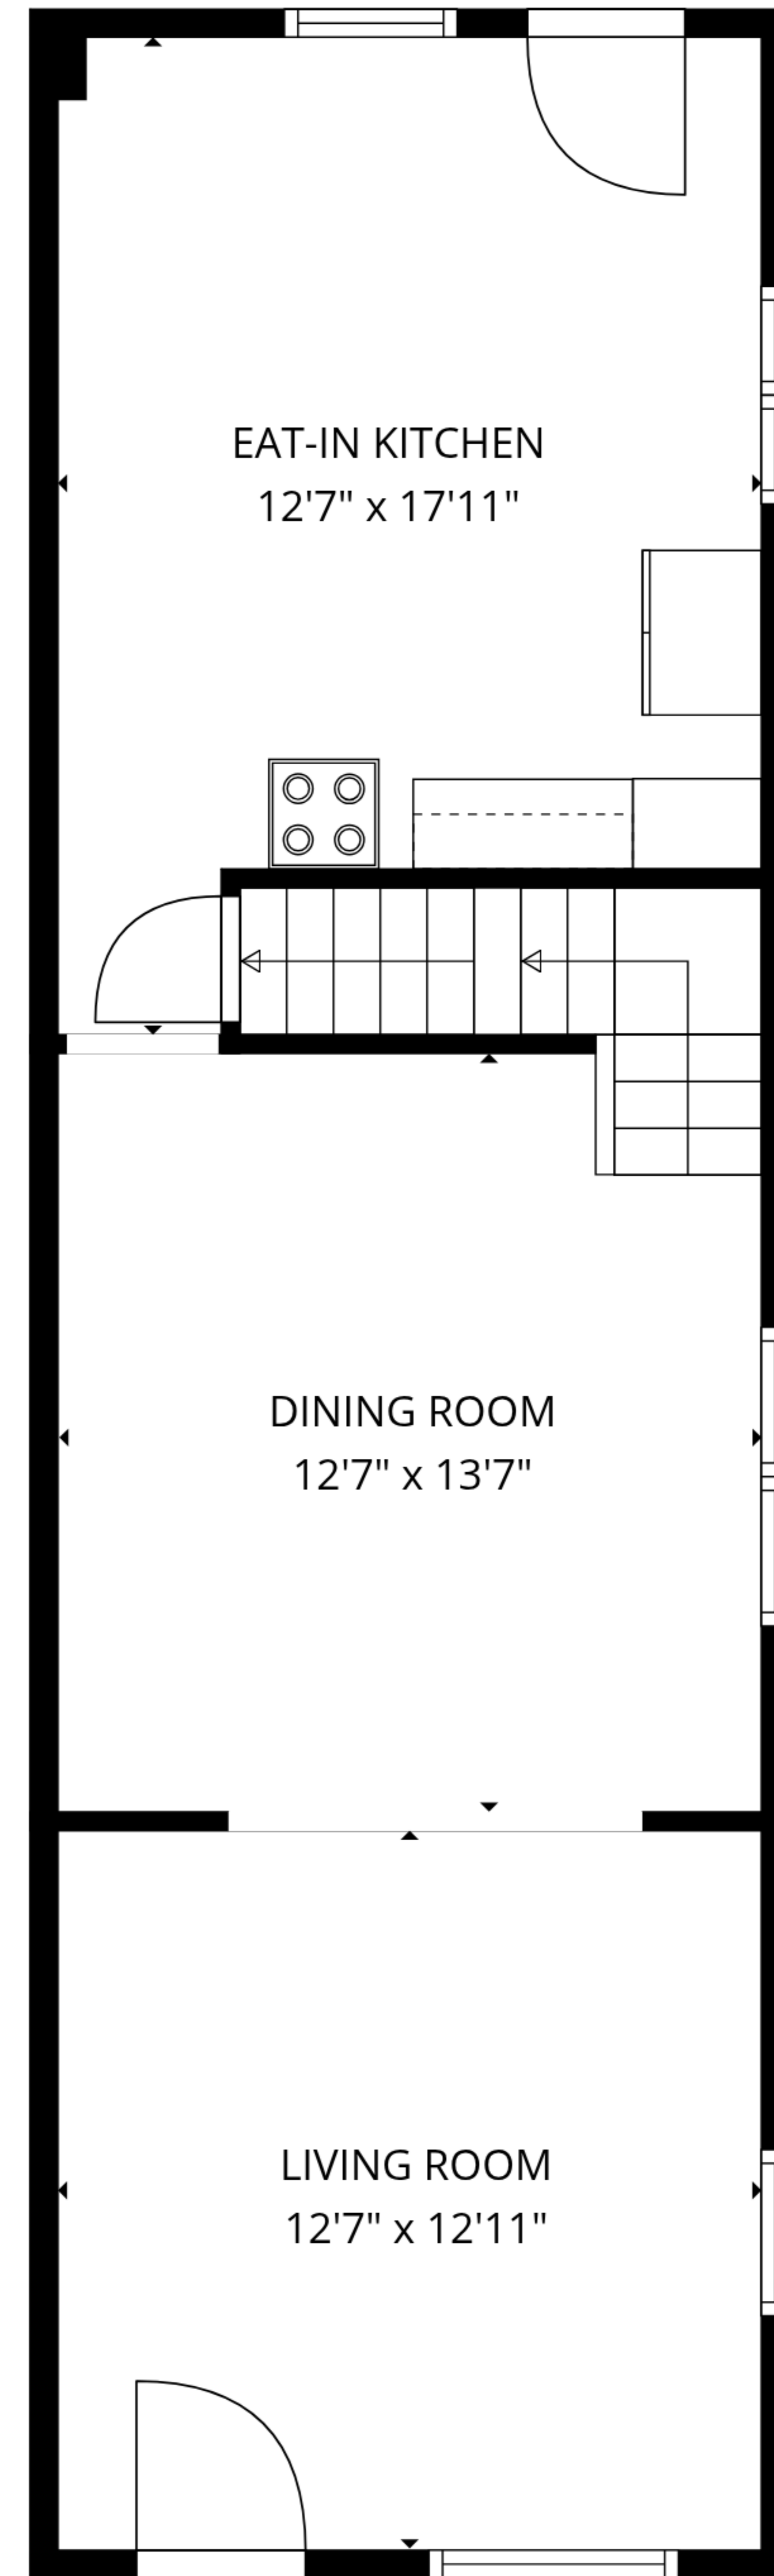 EAT-IN KITCHEN
12'7" x 17'11"
DINING ROOM
12'7" x 13'7"
LIVING ROOM
12'7" x 12'11"